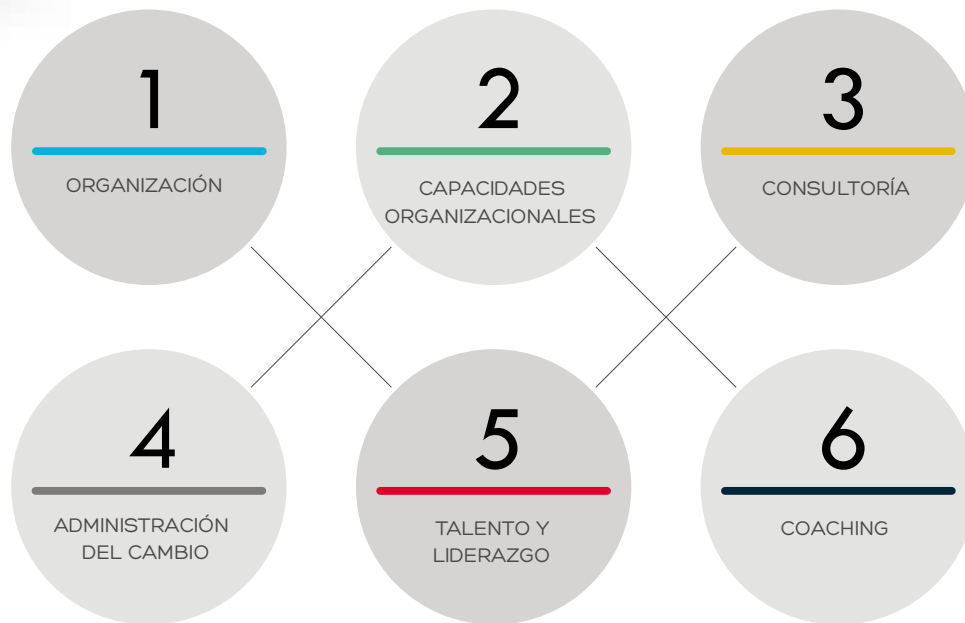 1
ORGANIZACIÓN
2
CAPACIDADES
ORGANIZACIONALES
3
CONSULTORÍA
4
ADMINISTRACIÓN
DEL CAMBIO
5
TALENTO Y
LIDERAZGO
6
COACHING